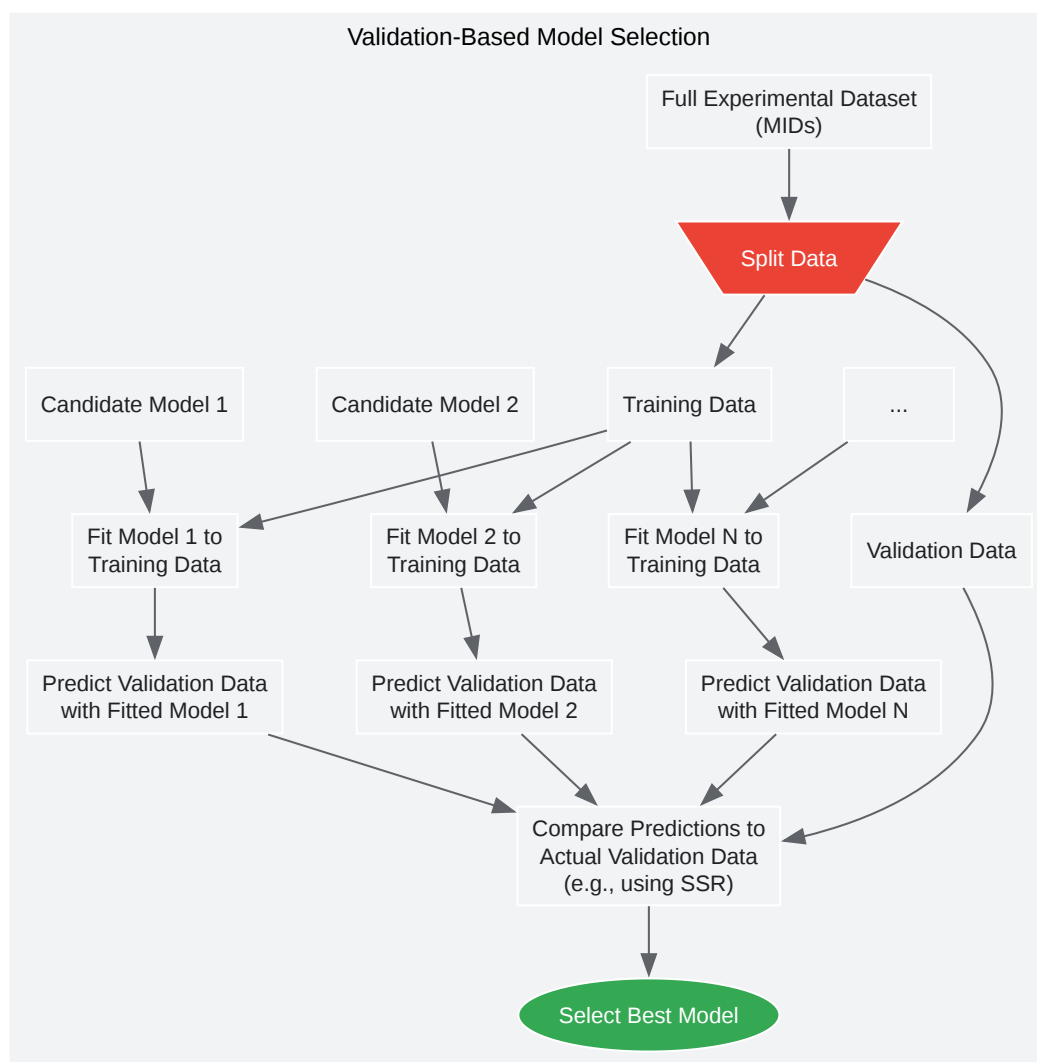 Validation-Based Model Selection
Full Experimental Dataset
(MIDs)
Split Data
Candidate Model 1
Candidate Model 2
Training Data
...
Fit Model 1 to
Training Data
Fit Model 2 to
Training Data
Fit Model N to
Training Data
Validation Data
Predict Validation Data
with Fitted Model 1
Predict Validation Data
with Fitted Model 2
Predict Validation Data
with Fitted Model N
Compare Predictions to
Actual Validation Data
(e.g., using SSR)
Select Best Model